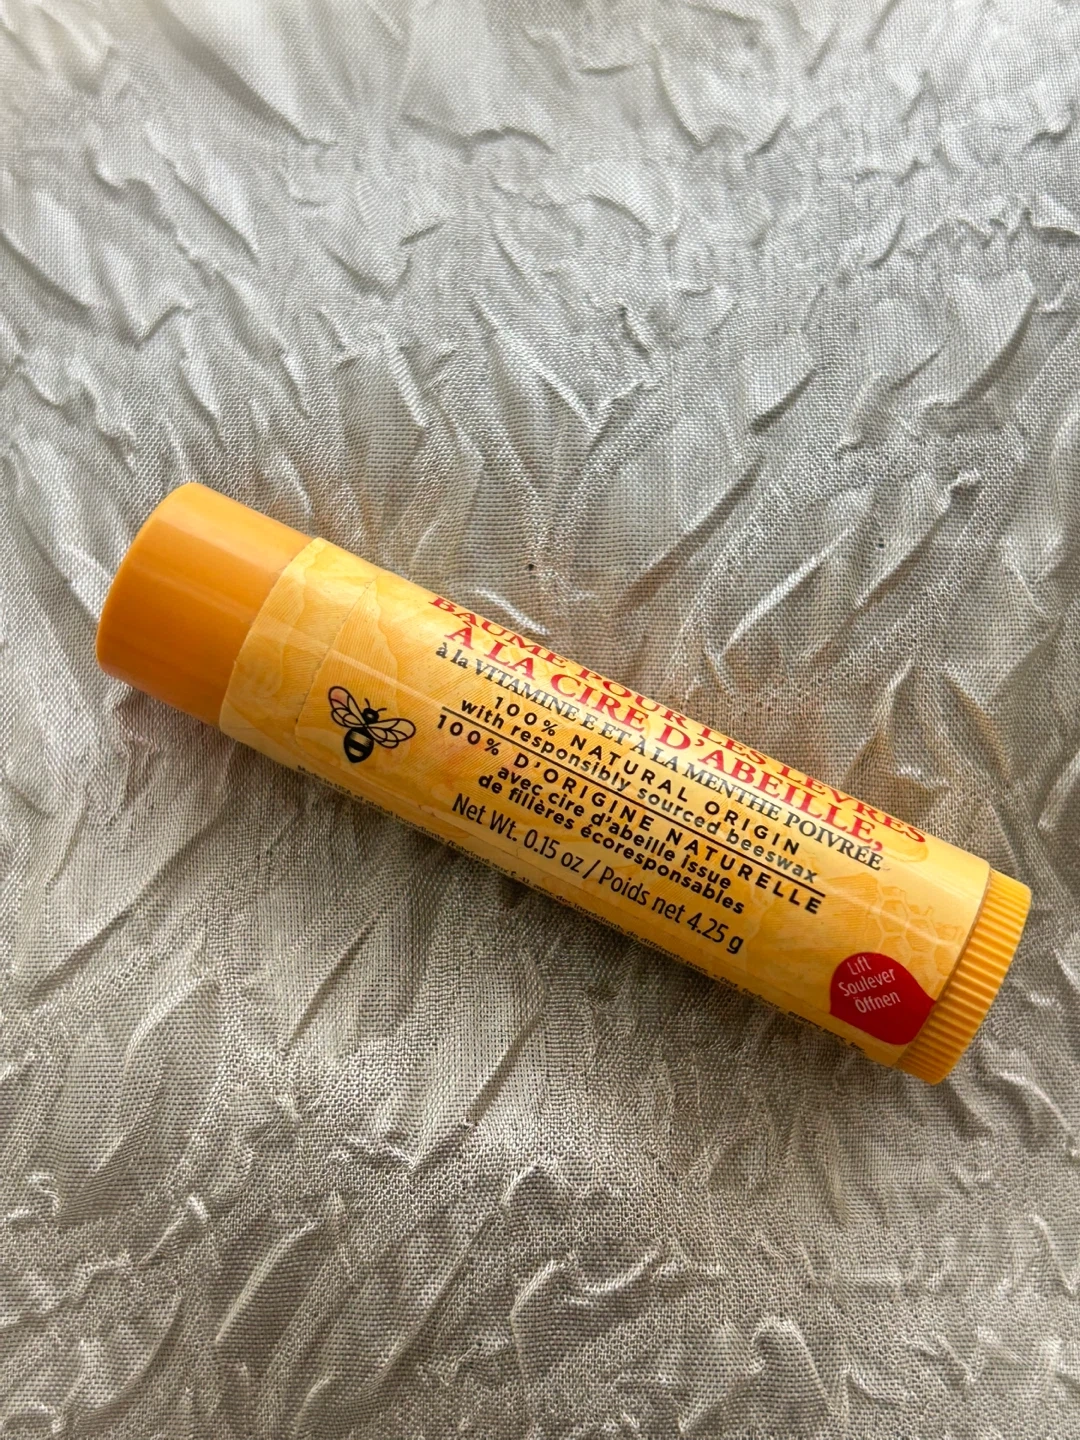 BAUME POUR LES LÈVRES
À LA CIRE D'ABEILLE,
à la VITAMINE E ET À LA MENTHE POIVRÉE
100% NATURAL ORIGIN
with responsibly sourced beeswax
100% D'ORIGINE NATURELLE
avec cire d'abeille issue
de filières écoresponsables
Net Wt. 0.15 oz / Poids net 4.25 g
Lift
Soulever
Öffnen